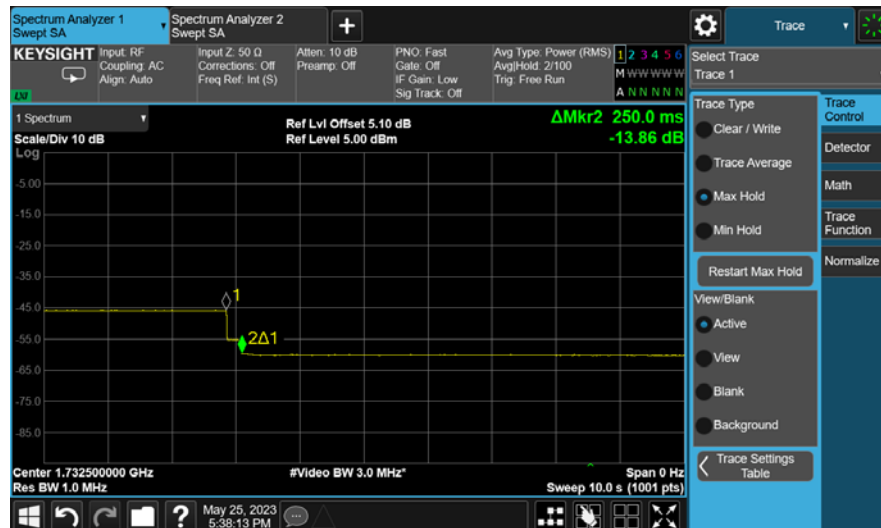 Spectrum Analyzer 1
Swept SA
Spectrum Analyzer 2
Swept SA
+
Trace
KEYSIGHT
Input: RF
Coupling: AC
Align: Auto
Input Z: 50 Ω
Corrections: Off
Freq Ref: Int (S)
Atten: 10 dB
Preamp: Off
PNO: Fast
Gate: Off
IF Gain: Low
Sig Track: Off
Avg Type: Power (RMS)
Avg|Hold: 2/100
Trig: Free Run
1 2 3 4 5 6
M W W W W W
A N N N N N
LXI
Select Trace
Trace 1
1 Spectrum
Scale/Div 10 dB
Log
Ref Lvl Offset 5.10 dB
Ref Level 5.00 dBm
ΔMkr2 250.0 ms
-13.86 dB
-5.00
-15.0
-25.0
-35.0
-45.0
-55.0
-65.0
-75.0
-85.0
1
2Δ1
Center 1.732500000 GHz
Res BW 1.0 MHz
#Video BW 3.0 MHz*
Span 0 Hz
Sweep 10.0 s (1001 pts)
Trace Type
Clear / Write
Trace Average
Max Hold
Min Hold
Restart Max Hold
View/Blank
Active
View
Blank
Background
Trace Settings
Table
Trace
Control
Detector
Math
Trace
Function
Normalize
?
May 25, 2023
5:38:13 PM